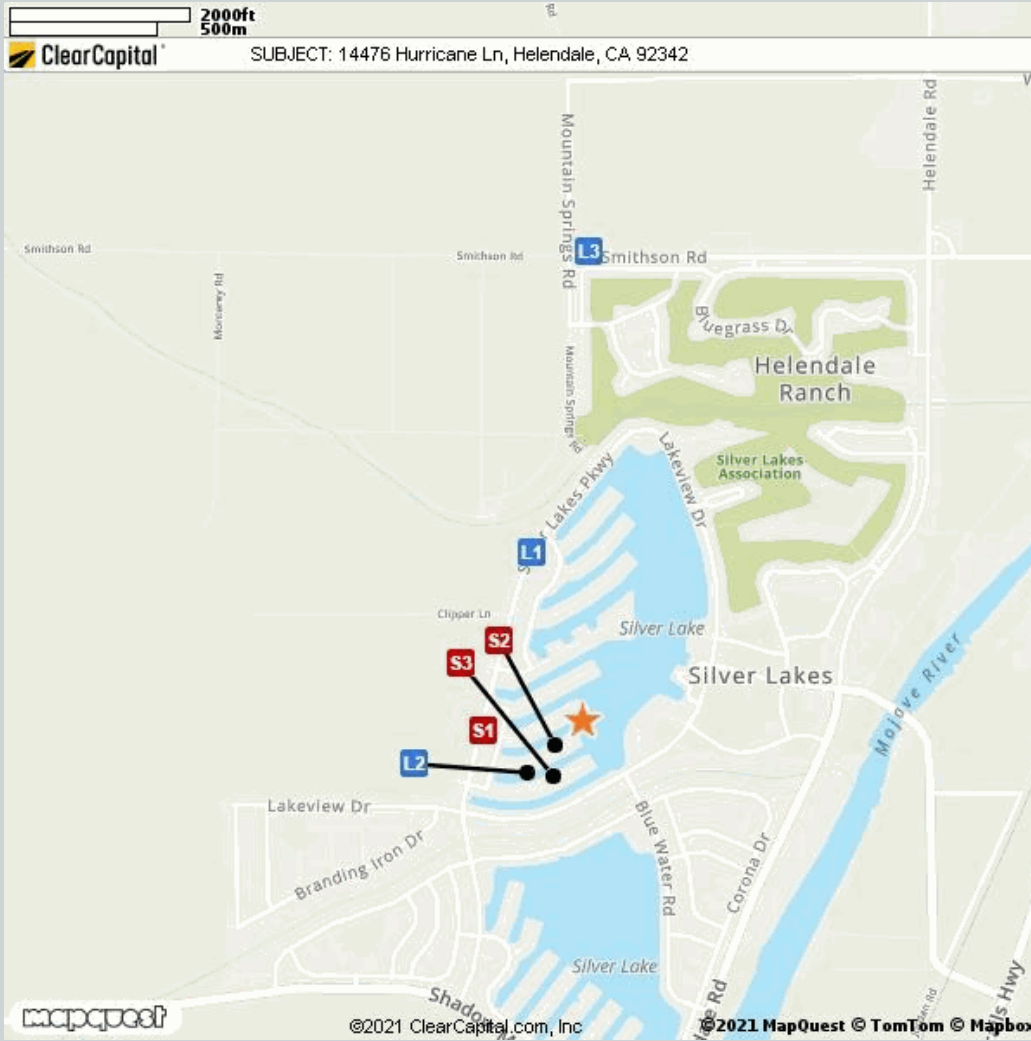 2000ft
500m
Rd
ClearCapital
SUBJECT: 14476 Hurricane Ln, Helendale, CA 92342
Mountain Springs Rd
Helendale Rd
Smithson Rd
Smithson Rd
L3
Smithson Rd
Monterey Rd
Bluegrass Dr
Mountain Springs Rd
Helendale
Ranch
Silver Lakes
Association
Lakeview Dr
Silver Lakes Pkwy
L1
Clipper Ln
Silver Lake
S2
S3
Silver Lakes
Mojave River
S1
L2
Lakeview Dr
Blue Water Rd
Branding Iron Dr
Corona Dr
Silver Lake
mapquest
©2021 ClearCapital.com, Inc
©2021 MapQuest © TomTom © Mapbox